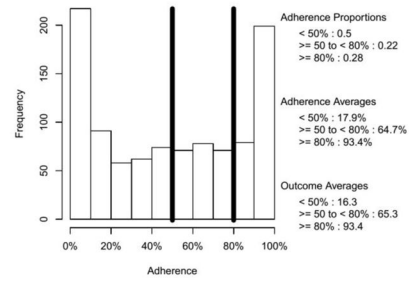 Adherence Proportions
< 50% : 0.5
>= 50 to < 80% : 0.22
>= 80% : 0.28
Adherence Averages
< 50% : 17.9%
>= 50 to < 80% : 64.7%
>= 80% : 93.4%
Outcome Averages
< 50% : 16.3
>= 50 to < 80% : 65.3
>= 80% : 93.4
Frequency
200
150
100
50
0
0% 20% 40% 60% 80% 100%
Adherence